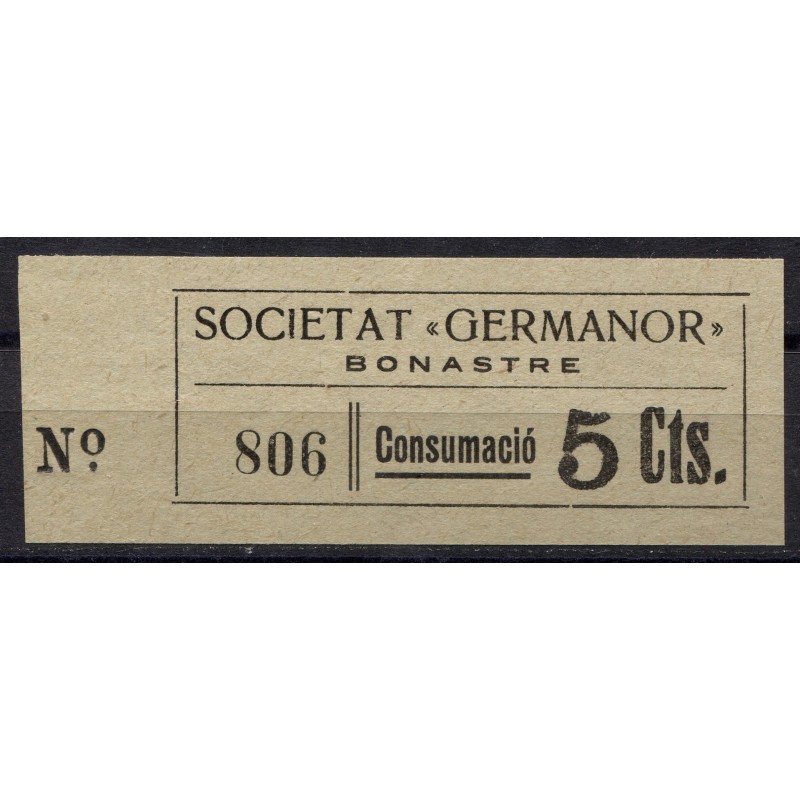 SOCIETAT «GERMANOR»
BONASTRE
Nº 806 Consumació 5 Cts.